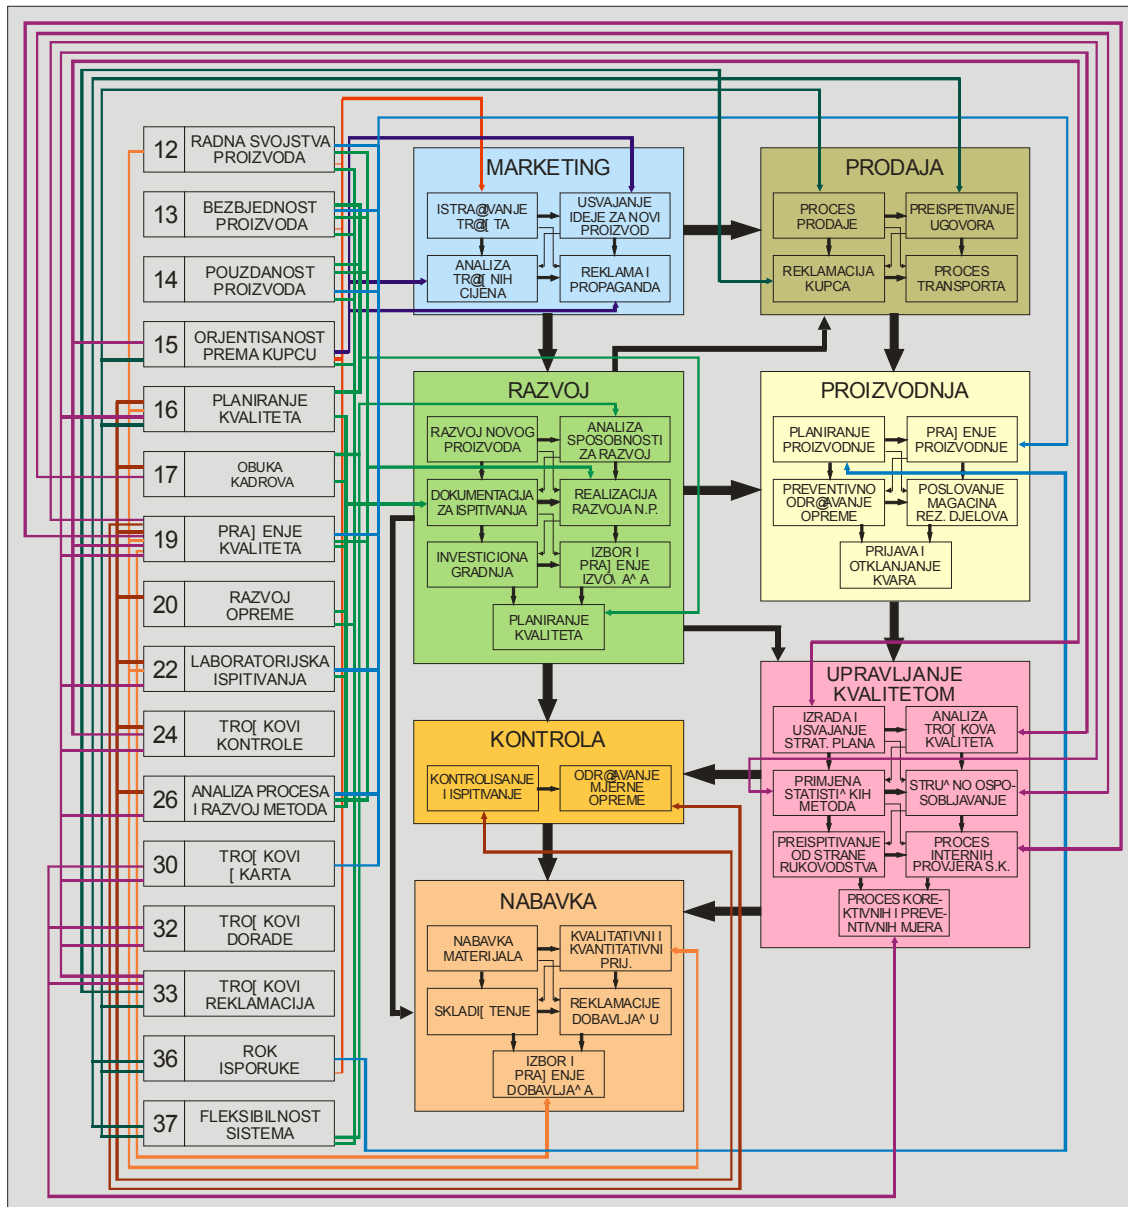 12
RADNA SVOJSTVA
PROIZVODA
13
BEZBJEDNOST
PROIZVODA
14
POUZDANOST
PROIZVODA
15
ORJENTISANOST
PREMA KUPCU
16
PLANIRANJE
KVALITETA
17
OBUKA
KADROVA
19
PRA] ENJE
KVALITETA
20
RAZVOJ
OPREME
22
LABORATORIJSKA
ISPITIVANJA
24
TRO[ KOVI
KONTROLE
26
ANALIZA PROCESA
I RAZVOJ METODA
30
TRO[ KOVI
[ KARTA
32
TRO[ KOVI
DORADE
33
TRO[ KOVI
REKLAMACIJA
36
ROK
ISPORUKE
37
FLEKSIBILNOST
SISTEMA
MARKETING
ISTRA@IVANJE
TR@[ TA
USVAJANJE
IDEJE ZA NOVI
PROIZVOD
ANALIZA
TR@[ NIH
CIJENA
REKLAMA I
PROPAGANDA
PRODAJA
PROCES
PRODAJE
PREISPETIVANJE
UGOVORA
REKLAMACIJA
KUPCA
PROCES
TRANSPORTA
RAZVOJ
RAZVOJ NOVOG
PROIZVODA
ANALIZA
SPOSOBNOSTI
ZA RAZVOJ
DOKUMENTACIJA
ZA ISPITIVANJA
REALIZACIJA
RAZVOJA N.P.
INVESTICIONA
GRADNJA
IZBOR I
PRA] ENJE
IZVO\ A^ A
PLANIRANJE
KVALITETA
PROIZVODNJA
PLANIRANJE
PROIZVODNJE
PRA] ENJE
PROIZVODNJE
PREVENTIVNO
ODR@AVANJE
OPREME
POSLOVANJE
MAGACINA
REZ. DJELOVA
PRIJAVA I
OTKLANJANJE
KVARA
KONTROLA
KONTROLISANJE
I ISPITIVANJE
ODR@AVANJE
MJERNE
OPREME
UPRAVLJANJE
KVALITETOM
IZRADA I
USVAJANJE
STRAT. PLANA
ANALIZA
TRO[ KOVA
KVALITETA
PRIMJENA
STATISTI^ KIH
METODA
STRU^ NO OSPO-
SOBLJAVANJE
PREISPITIVANJE
OD STRANE
RUKOVODSTVA
PROCES
INTERNIH
PROVJERA S.K.
PROCES KORE-
KTIVNIH I PREVE-
NTIVNIH MJERA
NABAVKA
NABAVKA
MATERIJALA
KVALITATIVNI I
KVANTITATIVNI
PRIJ.
SKLADI[ TENJE
REKLAMACIJE
DOBAVLJA^ U
IZBOR I
PRA] ENJE
DOBAVLJA^ A